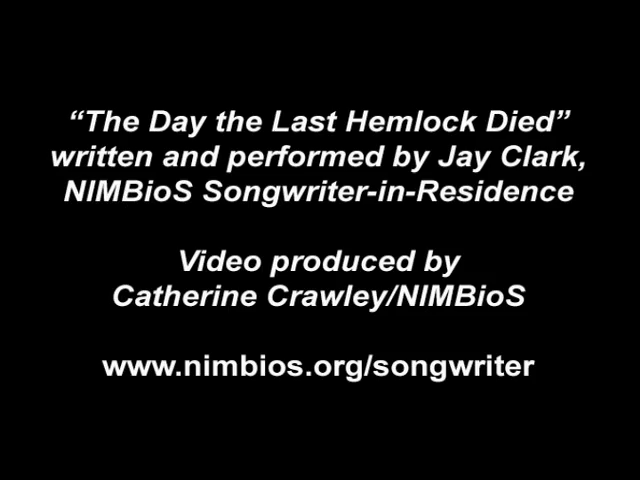 “The Day the Last Hemlock Died”
written and performed by Jay Clark,
NIMBioS Songwriter-in-Residence
Video produced by
Catherine Crawley/NIMBioS
www.nimbios.org/songwriter